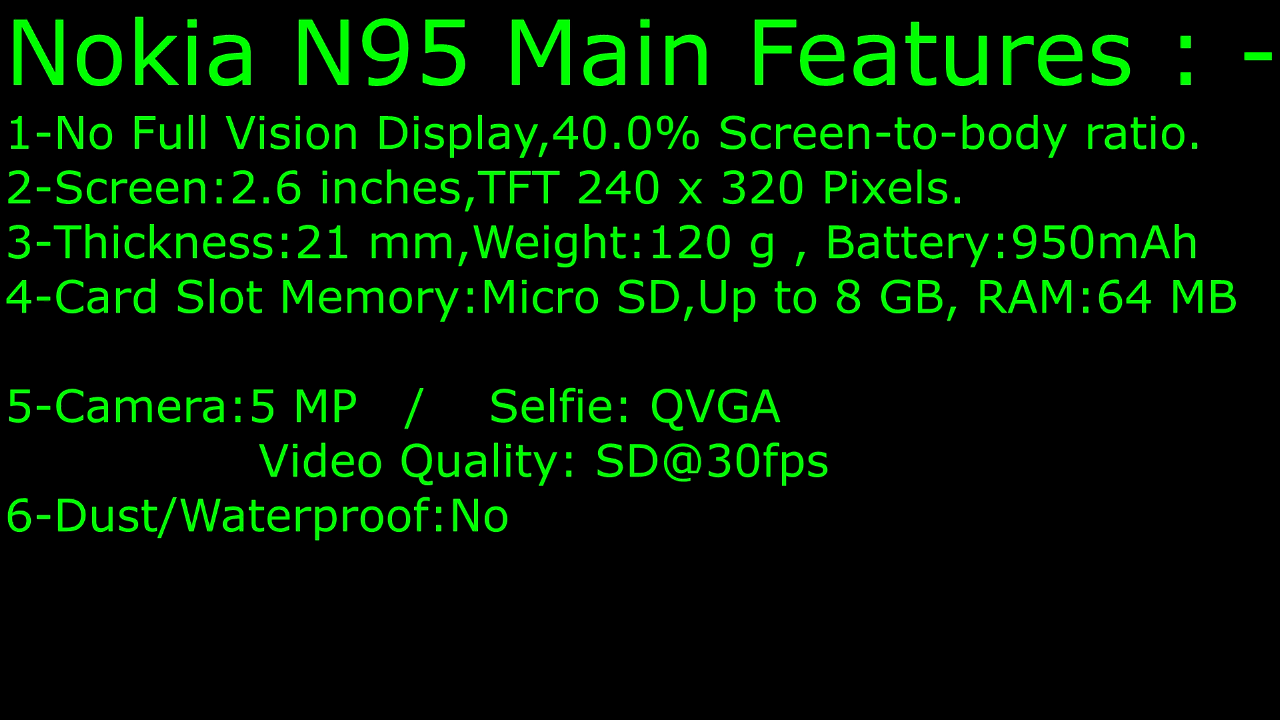 Nokia N95 Main Features : -
1-No Full Vision Display,40.0% Screen-to-body ratio.
2-Screen:2.6 inches,TFT 240 x 320 Pixels.
3-Thickness:21 mm,Weight:120 g , Battery:950mAh
4-Card Slot Memory:Micro SD,Up to 8 GB, RAM:64 MB
5-Camera:5 MP / Selfie: QVGA
Video Quality: SD@30fps
6-Dust/Waterproof:No